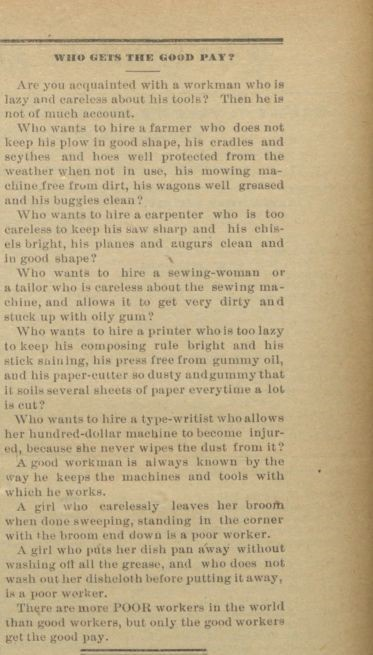 WHO GETS THE GOOD PAY?
Are you acquainted with a workman who is
lazy and careless about his tools? Then he is
not of much account.
Who wants to hire a farmer who does not
keep his plow in good shape, his cradles and
scythes and hoes well protected from the
weather when not in use, his mowing ma-
chine free from dirt, his wagons well greased
and his buggies clean?
Who wants to hire a carpenter who is too
careless to keep his saw sharp and his chis-
els bright, his planes and augurs clean and
in good shape?
Who wants to hire a sewing-woman or
a tailor who is careless about the sewing ma-
chine, and allows it to get very dirty and
stuck up with oily gum?
Who wants to hire a printer who is too lazy
to keep his composing rule bright and his
stick saining, his press free from gummy oil,
and his paper-cutter so dusty and gummy that
it soils several sheets of paper everytime a lot
is cut?
Who wants to hire a type-writist who allows
her hundred-dollar machine to become injur-
ed, because she never wipes the dust from it?
A good workman is always known by the
way he keeps the machines and tools with
which he works.
A girl who carelessly leaves her broom
when done sweeping, standing in the corner
with the broom end down is a poor worker.
A girl who puts her dish pan away without
washing off all the grease, and who does not
wash out her dishcloth before putting it away,
is a poor worker.
There are more POOR workers in the world
than good workers, but only the good workers
get the good pay.